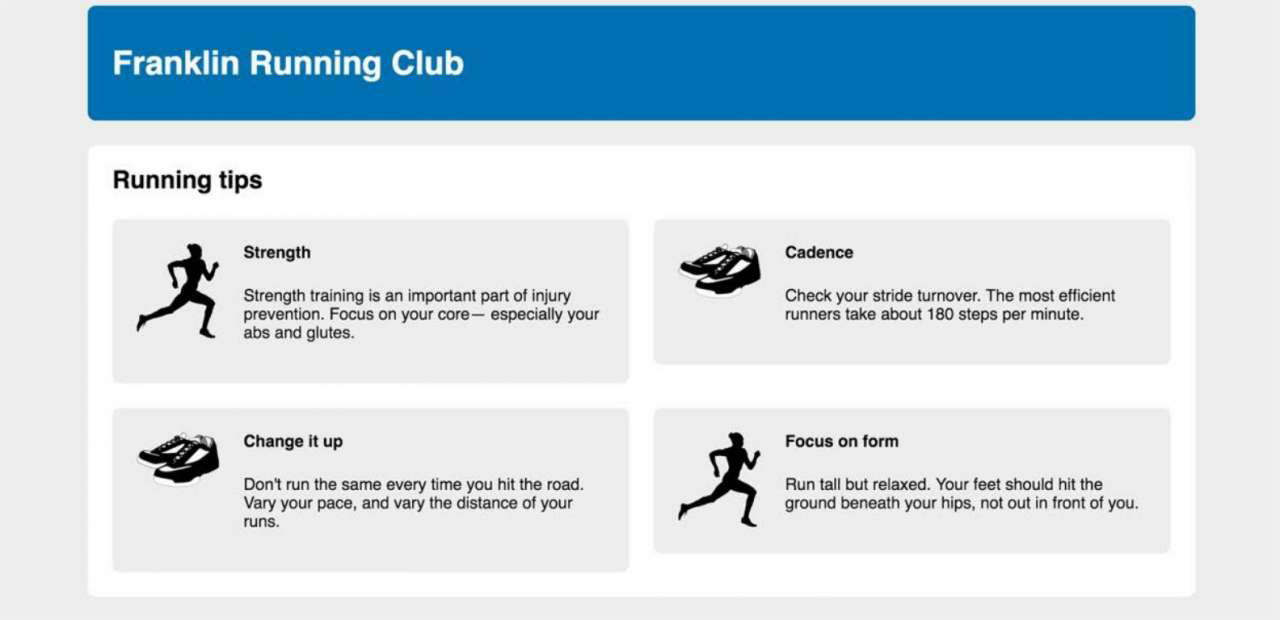 Franklin Running Club
Running tips
Strength
Strength training is an important part of injury
prevention. Focus on your core— especially your
abs and glutes.
Cadence
Check your stride turnover. The most efficient
runners take about 180 steps per minute.
Change it up
Don't run the same every time you hit the road.
Vary your pace, and vary the distance of your
runs.
Focus on form
Run tall but relaxed. Your feet should hit the
ground beneath your hips, not out in front of you.